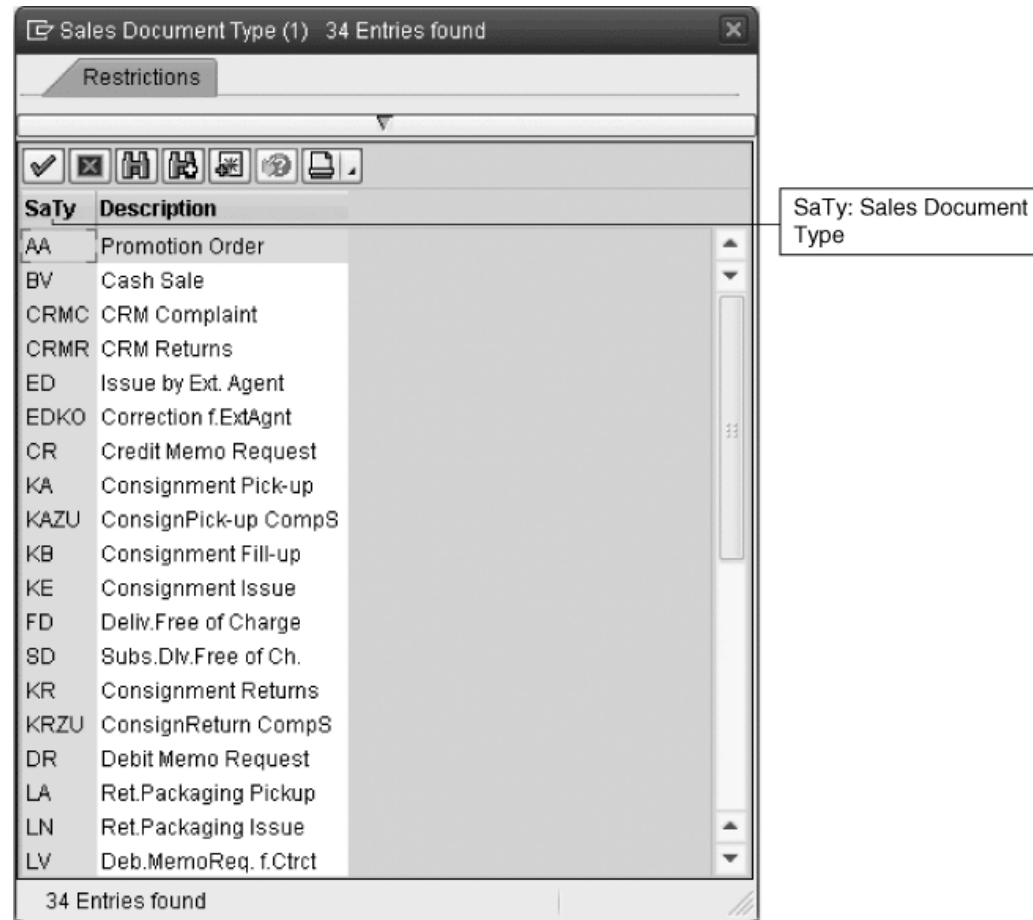 Sales Document Type (1) 34 Entries found
Restrictions
SaTy Description
SaTy: Sales Document
Type
AA Promotion Order
BV Cash Sale
CRMC CRM Complaint
CRMR CRM Returns
ED Issue by Ext. Agent
EDKO Correction f.ExtAgnt
CR Credit Memo Request
KA Consignment Pick-up
KAZU ConsignPick-up CompS
KB Consignment Fill-up
KE Consignment Issue
FD Deliv.Free of Charge
SD Subs.Dlv.Free of Ch.
KR Consignment Returns
KRZU ConsignReturn CompS
DR Debit Memo Request
LA Ret.Packaging Pickup
LN Ret.Packaging Issue
LV Deb.MemoReq. f.Ctrct
34 Entries found